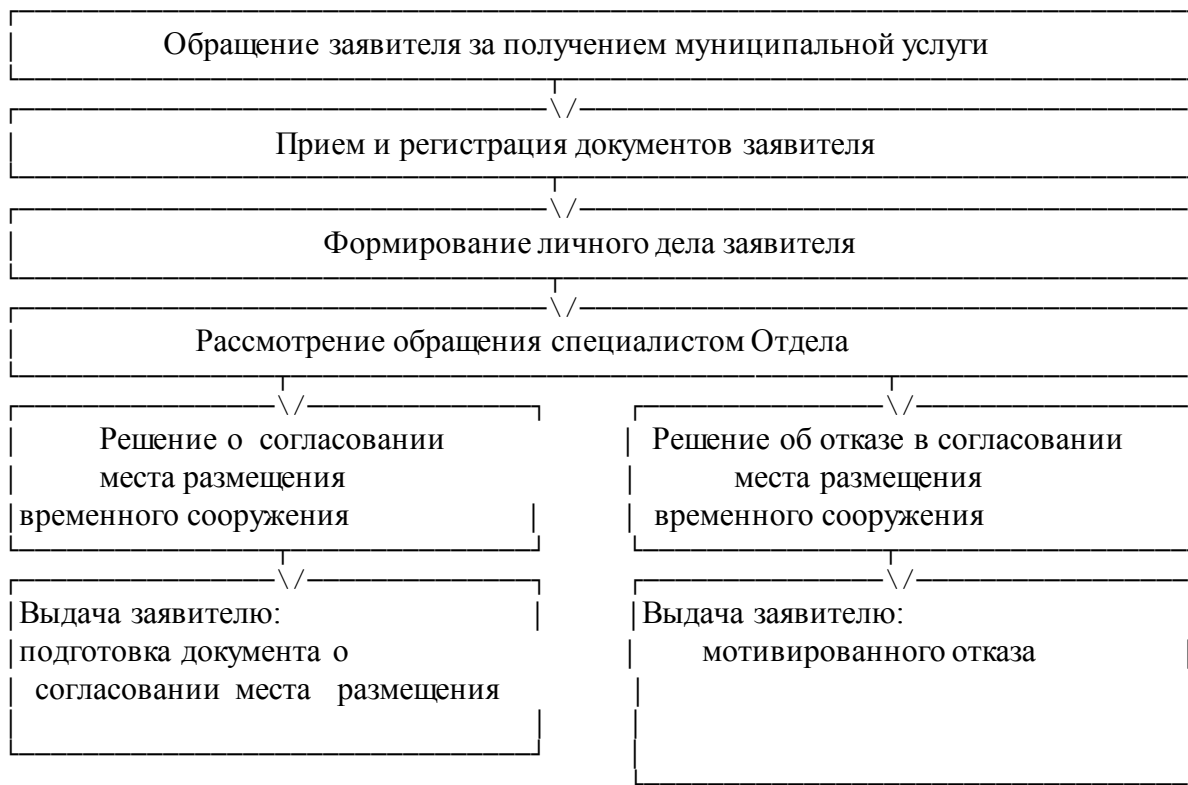 Обращение заявителя за получением муниципальной услуги
Прием и регистрация документов заявителя
Формирование личного дела заявителя
Рассмотрение обращения специалистом Отдела
Решение о согласовании
места размещения
временного сооружения
Решение об отказе в согласовании
места размещения
временного сооружения
Выдача заявителю:
подготовка документа о
согласовании места размещения
Выдача заявителю:
мотивированного отказа